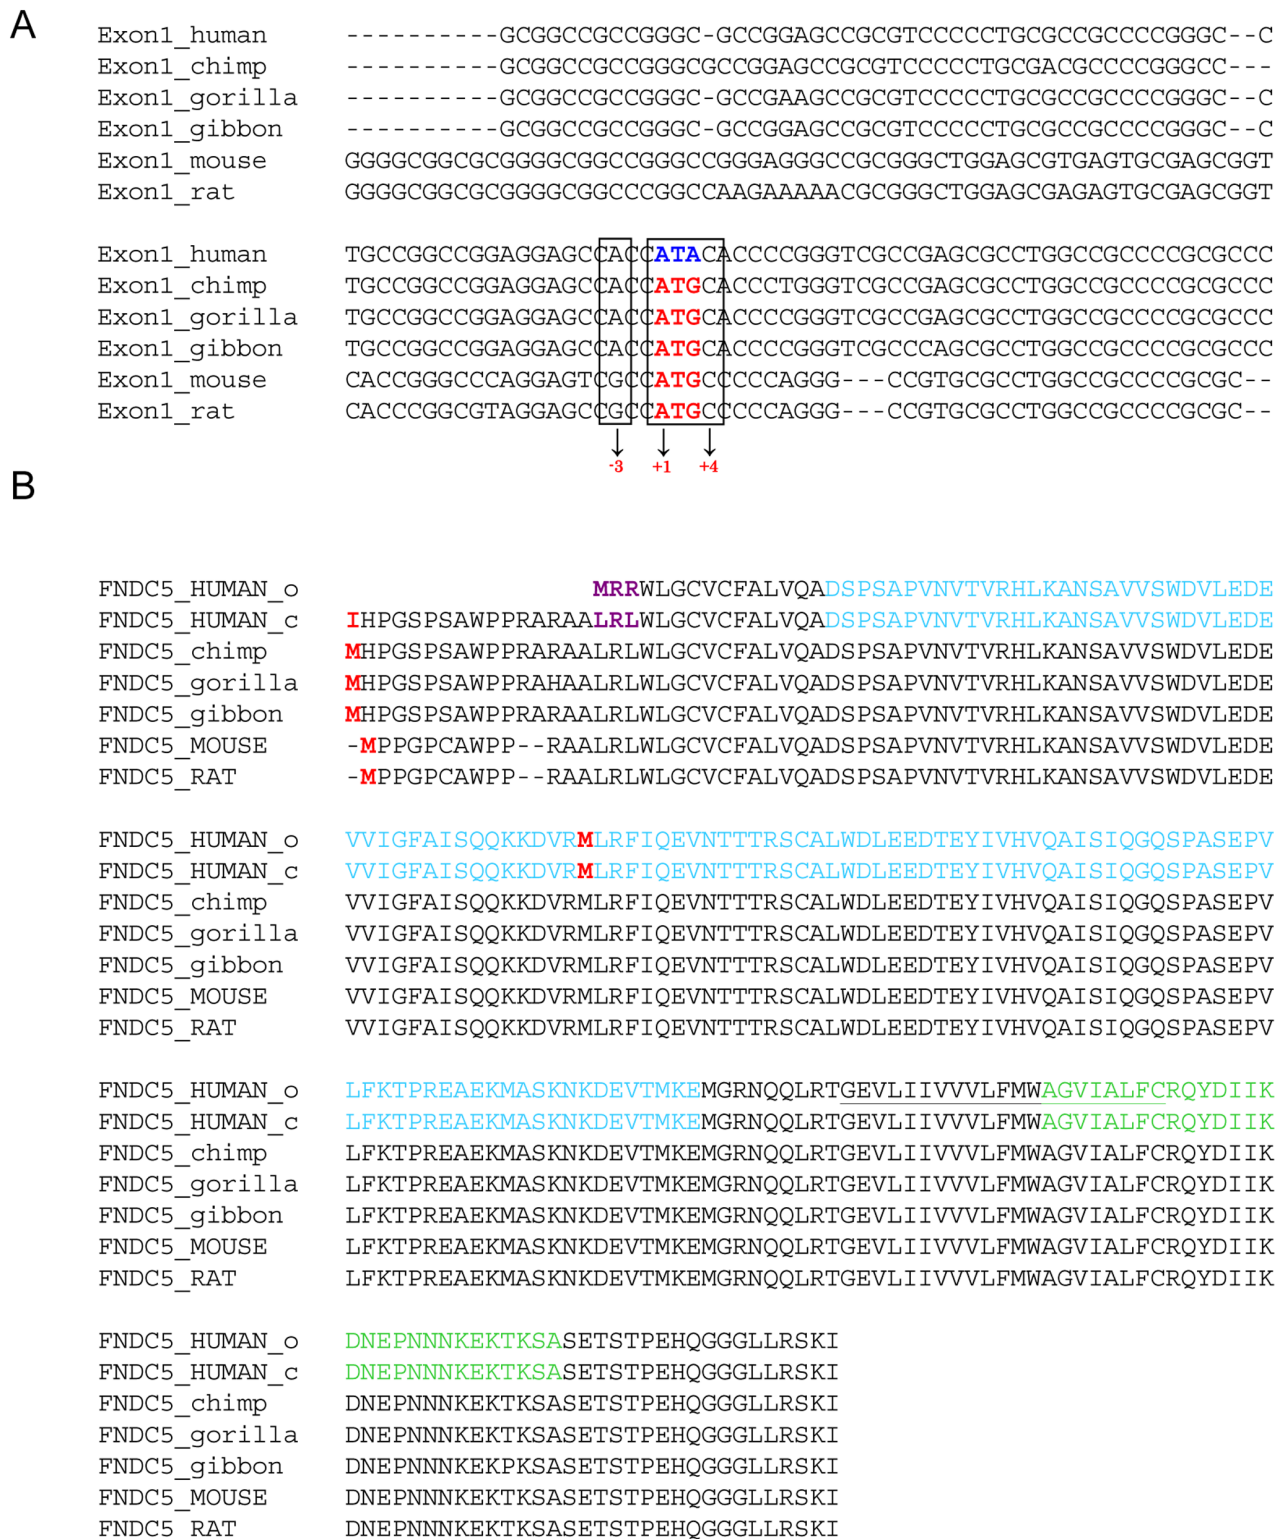 A
Exon1_human ----------GCGGCCGCCGGGC-GCCGGAGCCGCGTCCCCCTGCGCCGCCCCGGGC--C
Exon1_chimp ----------GCGGCCGCCGGGCGCCGGAGCCGCGTCCCCCTGCGACGCCCCGGGCC---
Exon1_gorilla ----------GCGGCCGCCGGGC-GCCGAAGCCGCGTCCCCCTGCGCCGCCCCGGGC--C
Exon1_gibbon ----------GCGGCCGCCGGGC-GCCGGAGCCGCGTCCCCCTGCGCCGCCCCGGGC--C
Exon1_mouse GGGGCGGCGCGGGGCGGCCGGGCCGGGAGGGCCGCGGGCTGGAGCGTGAGTGCGAGCGGT
Exon1_rat GGGGCGGCGCGGGGCGGCCCGGCCAAGAAAAACGCGGGCTGGAGCGAGAGTGCGAGCGGT
Exon1_human TGCCGGCCGGAGGAGCCACCATACACCCCGGGTCGCCGAGCGCCTGGCCGCCCCGCGCCC
Exon1_chimp TGCCGGCCGGAGGAGCCACCATGCACCCTGGGTCGCCGAGCGCCTGGCCGCCCCGCGCCC
Exon1_gorilla TGCCGGCCGGAGGAGCCACCATGCACCCCGGGTCGCCGAGCGCCTGGCCGCCCCGCGCCC
Exon1_gibbon TGCCGGCCGGAGGAGCCACCATGCACCCCGGGTCGCCCAGCGCCTGGCCGCCCCGCGCCC
Exon1_mouse CACCGGGCCCAGGAGTCGCCATGCCCCCAGGG---CCGTGCGCCTGGCCGCCCCGCGC--
Exon1_rat CACCCGGCGTAGGAGCCGCCATGCCCCCAGGG---CCGTGCGCCTGGCCGCCCCGCGC--
-3 +1 +4
B
FNDC5_HUMAN_o MRRWLGCVCFALVQADSPSAPVNVTVRHLKANSAVVSWDVLEDE
FNDC5_HUMAN_c IHPGSPSAWPPRARAALRLWLGCVCFALVQADSPSAPVNVTVRHLKANSAVVSWDVLEDE
FNDC5_chimp MHPGSPSAWPPRARAALRLWLGCVCFALVQADSPSAPVNVTVRHLKANSAVVSWDVLEDE
FNDC5_gorilla MHPGSPSAWPPRAHAALRLWLGCVCFALVQADSPSAPVNVTVRHLKANSAVVSWDVLEDE
FNDC5_gibbon MHPGSPSAWPPRARAALRLWLGCVCFALVQADSPSAPVNVTVRHLKANSAVVSWDVLEDE
FNDC5_MOUSE -MPPGPCAWPP--RAALRLWLGCVCFALVQADSPSAPVNVTVRHLKANSAVVSWDVLEDE
FNDC5_RAT -MPPGPCAWPP--RAALRLWLGCVCFALVQADSPSAPVNVTVRHLKANSAVVSWDVLEDE
FNDC5_HUMAN_o VVIGFAISQQKKDVRMLRFIQEVNTTTRSCALWDLEEDTEYIVHVQAISIQGQSPASEPV
FNDC5_HUMAN_c VVIGFAISQQKKDVRMLRFIQEVNTTTRSCALWDLEEDTEYIVHVQAISIQGQSPASEPV
FNDC5_chimp VVIGFAISQQKKDVRMLRFIQEVNTTTRSCALWDLEEDTEYIVHVQAISIQGQSPASEPV
FNDC5_gorilla VVIGFAISQQKKDVRMLRFIQEVNTTTRSCALWDLEEDTEYIVHVQAISIQGQSPASEPV
FNDC5_gibbon VVIGFAISQQKKDVRMLRFIQEVNTTTRSCALWDLEEDTEYIVHVQAISIQGQSPASEPV
FNDC5_MOUSE VVIGFAISQQKKDVRMLRFIQEVNTTTRSCALWDLEEDTEYIVHVQAISIQGQSPASEPV
FNDC5_RAT VVIGFAISQQKKDVRMLRFIQEVNTTTRSCALWDLEEDTEYIVHVQAISIQGQSPASEPV
FNDC5_HUMAN_o LFKTPREAEKMASKNKDEVTMKEMGRNQQLRTGEVLIIVVVLFMWAGVIALFCRQYDIIK
FNDC5_HUMAN_c LFKTPREAEKMASKNKDEVTMKEMGRNQQLRTGEVLIIVVVLFMWAGVIALFCRQYDIIK
FNDC5_chimp LFKTPREAEKMASKNKDEVTMKEMGRNQQLRTGEVLIIVVVLFMWAGVIALFCRQYDIIK
FNDC5_gorilla LFKTPREAEKMASKNKDEVTMKEMGRNQQLRTGEVLIIVVVLFMWAGVIALFCRQYDIIK
FNDC5_gibbon LFKTPREAEKMASKNKDEVTMKEMGRNQQLRTGEVLIIVVVLFMWAGVIALFCRQYDIIK
FNDC5_MOUSE LFKTPREAEKMASKNKDEVTMKEMGRNQQLRTGEVLIIVVVLFMWAGVIALFCRQYDIIK
FNDC5_RAT LFKTPREAEKMASKNKDEVTMKEMGRNQQLRTGEVLIIVVVLFMWAGVIALFCRQYDIIK
FNDC5_HUMAN_o DNEPNNNKEKTKSASETSTPEHQGGGLLRSKI
FNDC5_HUMAN_c DNEPNNNKEKTKSASETSTPEHQGGGLLRSKI
FNDC5_chimp DNEPNNNKEKTKSASETSTPEHQGGGLLRSKI
FNDC5_gorilla DNEPNNNKEKTKSASETSTPEHQGGGLLRSKI
FNDC5_gibbon DNEPNNNKEKPKSASETSTPEHQGGGLLRSKI
FNDC5_MOUSE DNEPNNNKEKTKSASETSTPEHQGGGLLRSKI
FNDC5_RAT DNEPNNNKEKTKSASETSTPEHQGGGLLRSKI